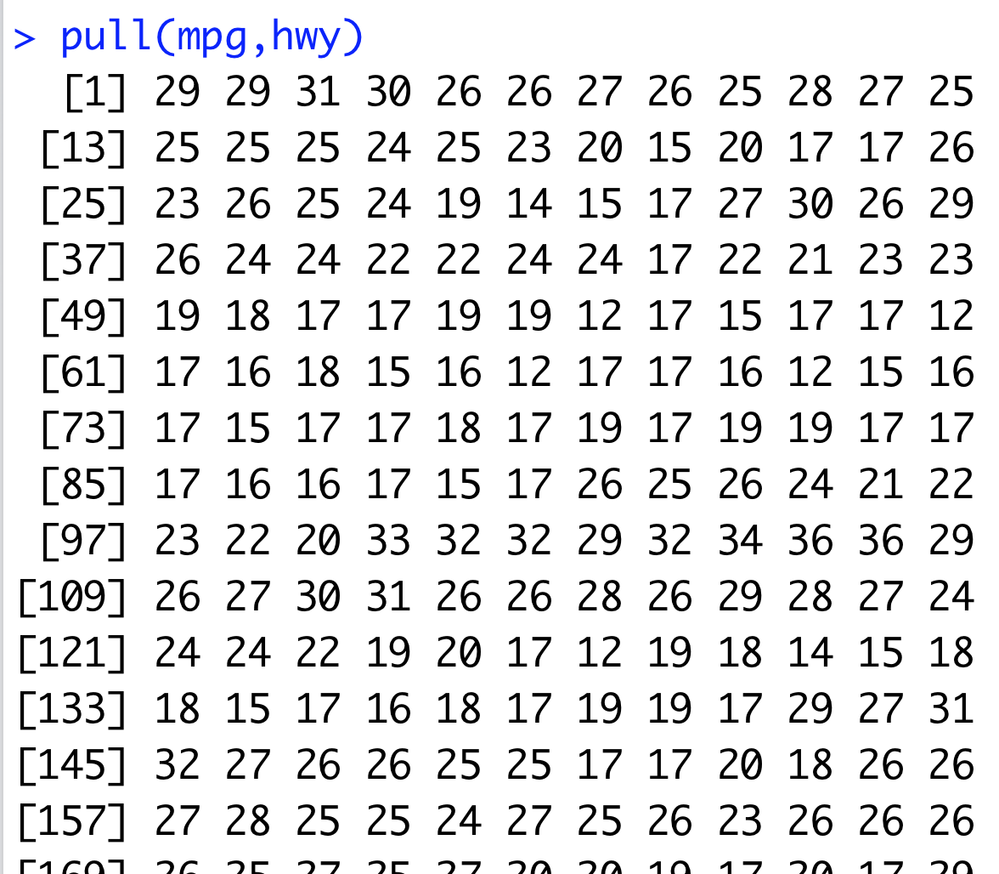 > pull(mpg,hwy)
[1] 29 29 31 30 26 26 27 26 25 28 27 25
[13] 25 25 25 24 25 23 20 15 20 17 17 26
[25] 23 26 25 24 19 14 15 17 27 30 26 29
[37] 26 24 24 22 22 24 24 17 22 21 23 23
[49] 19 18 17 17 19 19 12 17 15 17 17 12
[61] 17 16 18 15 16 12 17 17 16 12 15 16
[73] 17 15 17 17 18 17 19 17 19 19 17 17
[85] 17 16 16 17 15 17 26 25 26 24 21 22
[97] 23 22 20 33 32 32 29 32 34 36 36 29
[109] 26 27 30 31 26 26 28 26 29 28 27 24
[121] 24 24 22 19 20 17 12 19 18 14 15 18
[133] 18 15 17 16 18 17 19 19 17 29 27 31
[145] 32 27 26 26 25 25 17 17 20 18 26 26
[157] 27 28 25 25 24 27 25 26 23 26 26 26